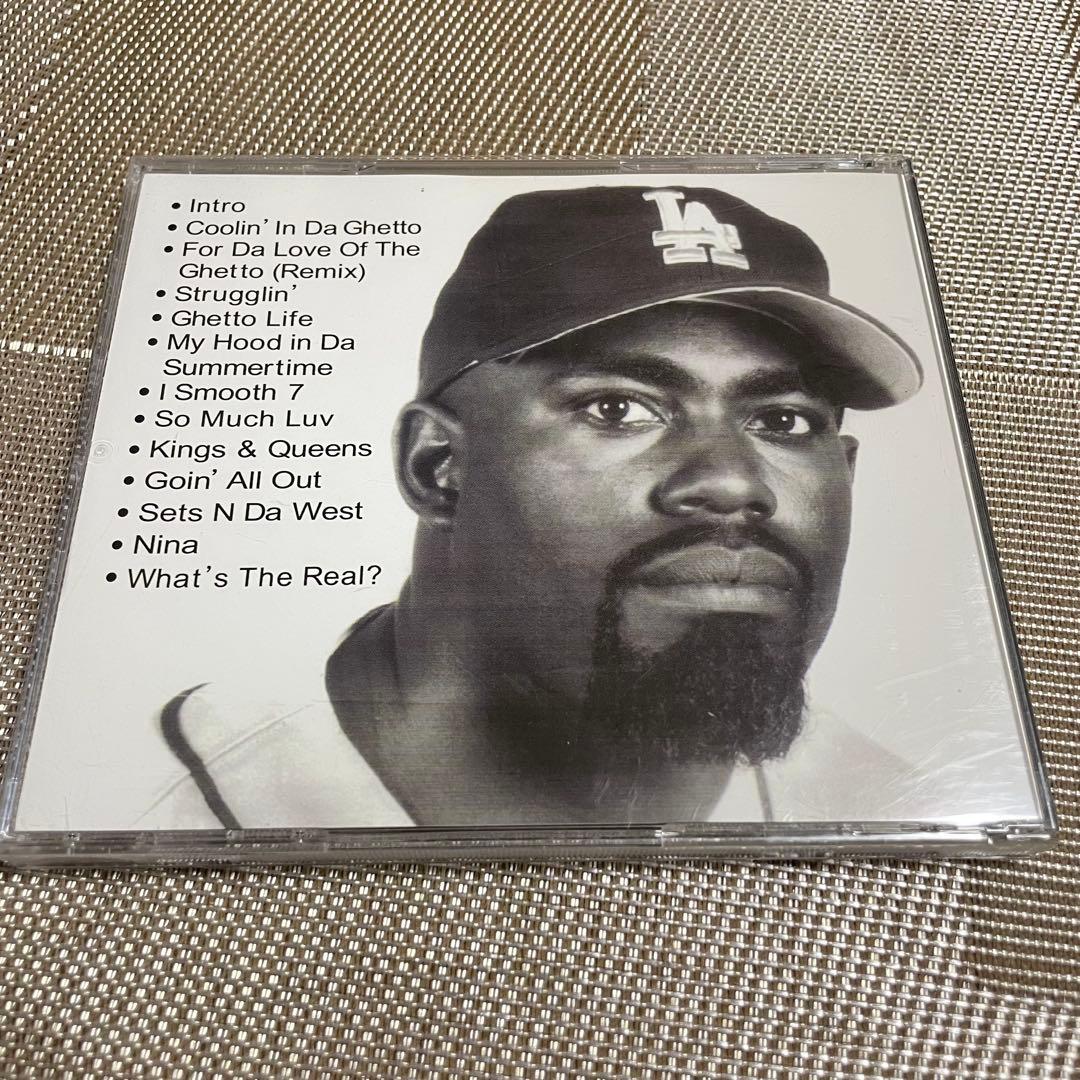 • Intro
• Coolin' In Da Ghetto
• For Da Love Of The
Ghetto (Remix)
• Strugglin'
• Ghetto Life
• My Hood in Da
Summertime
• I Smooth 7
• So Much Luv
• Kings & Queens
• Goin' All Out
• Sets N Da West
• Nina
• What's The Real?
LA